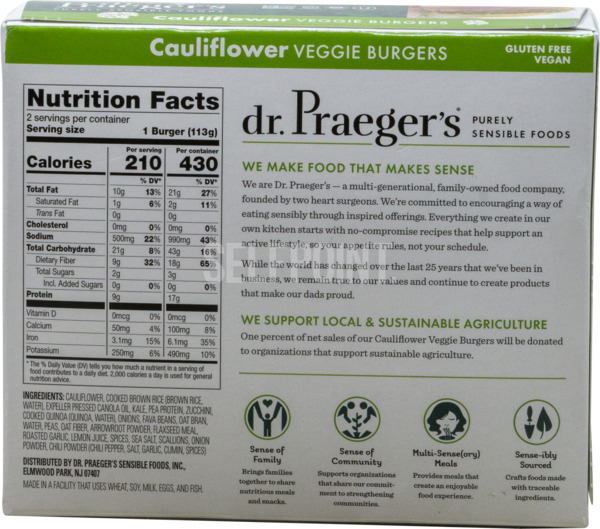 Cauliflower VEGGIE BURGERS
GLUTEN FREE
VEGAN
Nutrition Facts
2 servings per container
Serving size 1 Burger (113g)
Per serving Per container
Calories 210 430
% DV* % DV*
Total Fat 10g 13% 21g 27%
Saturated Fat 1g 6% 2g 11%
Trans Fat 0g 0g
Cholesterol 0mg 0% 0mg 0%
Sodium 500mg 22% 990mg 43%
Total Carbohydrate 21g 8% 43g 16%
Dietary Fiber 9g 32% 18g 65%
Total Sugars 2g 3g
Incl. Added Sugars 0g 0% 0g 0%
Protein 9g 17g
Vitamin D 0mcg 0% 0mcg 0%
Calcium 50mg 4% 100mg 8%
Iron 3.1mg 15% 6.1mg 35%
Potassium 250mg 6% 490mg 10%
*The % Daily Value (DV) tells you how much a nutrient in a serving of
food contributes to a daily diet. 2,000 calories a day is used for general
nutrition advice.
INGREDIENTS: CAULIFLOWER, COOKED BROWN RICE (BROWN RICE,
WATER), EXPELLER PRESSED CANOLA OIL, KALE, PEA PROTEIN, ZUCCHINI,
COOKED QUINOA (QUINOA, WATER), ONIONS, FAVA BEANS, OAT BRAN,
WATER, PEAS, OAT FIBER, ARROWROOT POWDER, FLAXSEED MEAL,
ROASTED GARLIC, LEMON JUICE, SPICES, SEA SALT, SCALLIONS, ONION
POWDER, CHILI POWDER (CHILI PEPPER, SALT, GARLIC, CUMIN, SPICES)
DISTRIBUTED BY DR. PRAEGER'S SENSIBLE FOODS, INC.,
ELMWOOD PARK, NJ 07407
MADE IN A FACILITY THAT USES WHEAT, SOY, MILK, EGGS, AND FISH.
dr. Praeger's® PURELY
SENSIBLE FOODS
WE MAKE FOOD THAT MAKES SENSE
We are Dr. Praeger's — a multi-generational, family-owned food company,
founded by two heart surgeons. We're committed to encouraging a way of
eating sensibly through inspired offerings. Everything we create in our
own kitchen starts with no-compromise recipes that help support an
active lifestyle, so your appetite rules, not your schedule.
While the world has changed over the last 25 years that we've been in
business, we remain true to our values and continue to create products
that make our dads proud.
WE SUPPORT LOCAL & SUSTAINABLE AGRICULTURE
One percent of net sales of our Cauliflower Veggie Burgers will be donated
to organizations that support sustainable agriculture.
Sense of
Family
Brings families
together to share
nutritious meals
and snacks.
Sense of
Community
Supports organizations
that share our commit-
ment to strengthening
communities.
Multi-Sense(ory)
Meals
Provides meals that
create an enjoyable
food experience.
Sense-ibly
Sourced
Crafts foods made
with traceable
ingredients.